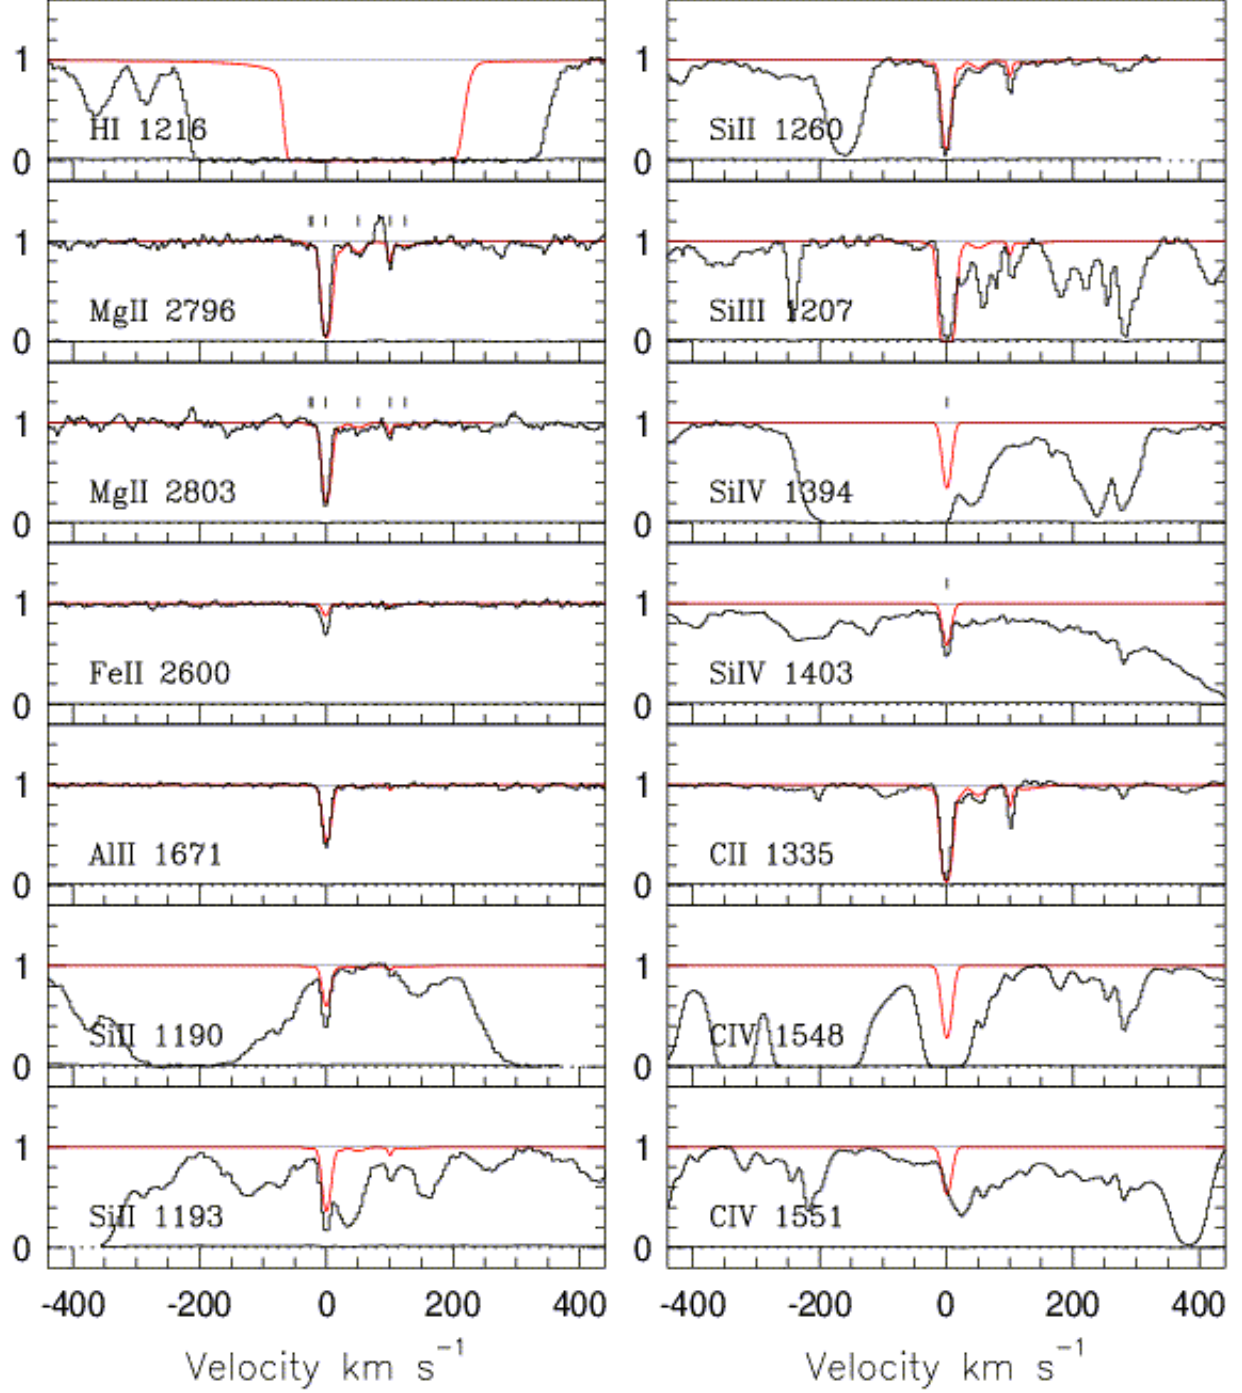 1
HI 1216
0
1
MgII 2796
0
1
MgII 2803
0
1
FeII 2600
0
1
AlII 1671
0
1
SiII 1190
0
1
SiII 1193
0
-400 -200 0 200 400
Velocity km s⁻¹
1
SiII 1260
0
1
SiIII 1207
0
1
SiIV 1394
0
1
SiIV 1403
0
1
CII 1335
0
1
CIV 1548
0
1
CIV 1551
0
-400 -200 0 200 400
Velocity km s⁻¹